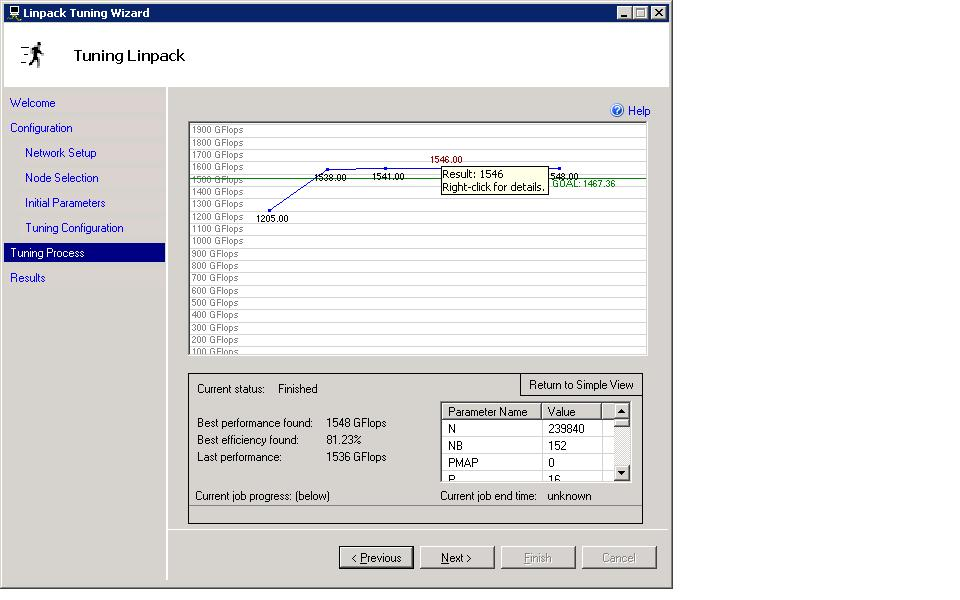 Linpack Tuning Wizard
Tuning Linpack
Welcome
Configuration
Network Setup
Node Selection
Initial Parameters
Tuning Configuration
Tuning Process
Results
Help
1900 GFlops
1800 GFlops
1700 GFlops
1600 GFlops
1500 GFlops
1400 GFlops
1300 GFlops
1200 GFlops
1100 GFlops
1000 GFlops
900 GFlops
800 GFlops
700 GFlops
600 GFlops
500 GFlops
400 GFlops
300 GFlops
200 GFlops
100 GFlops
1205.00
1538.00
1541.00
1546.00
Result: 1546
Right-click for details.
548.00
GOAL: 1467.36
Current status: Finished
Return to Simple View
Best performance found: 1548 GFlops
Best efficiency found: 81.23%
Last performance: 1536 GFlops
Parameter Name Value
N 239840
NB 152
PMAP 0
P 16
Current job progress: (below)
Current job end time: unknown
< Previous
Next >
Finish
Cancel